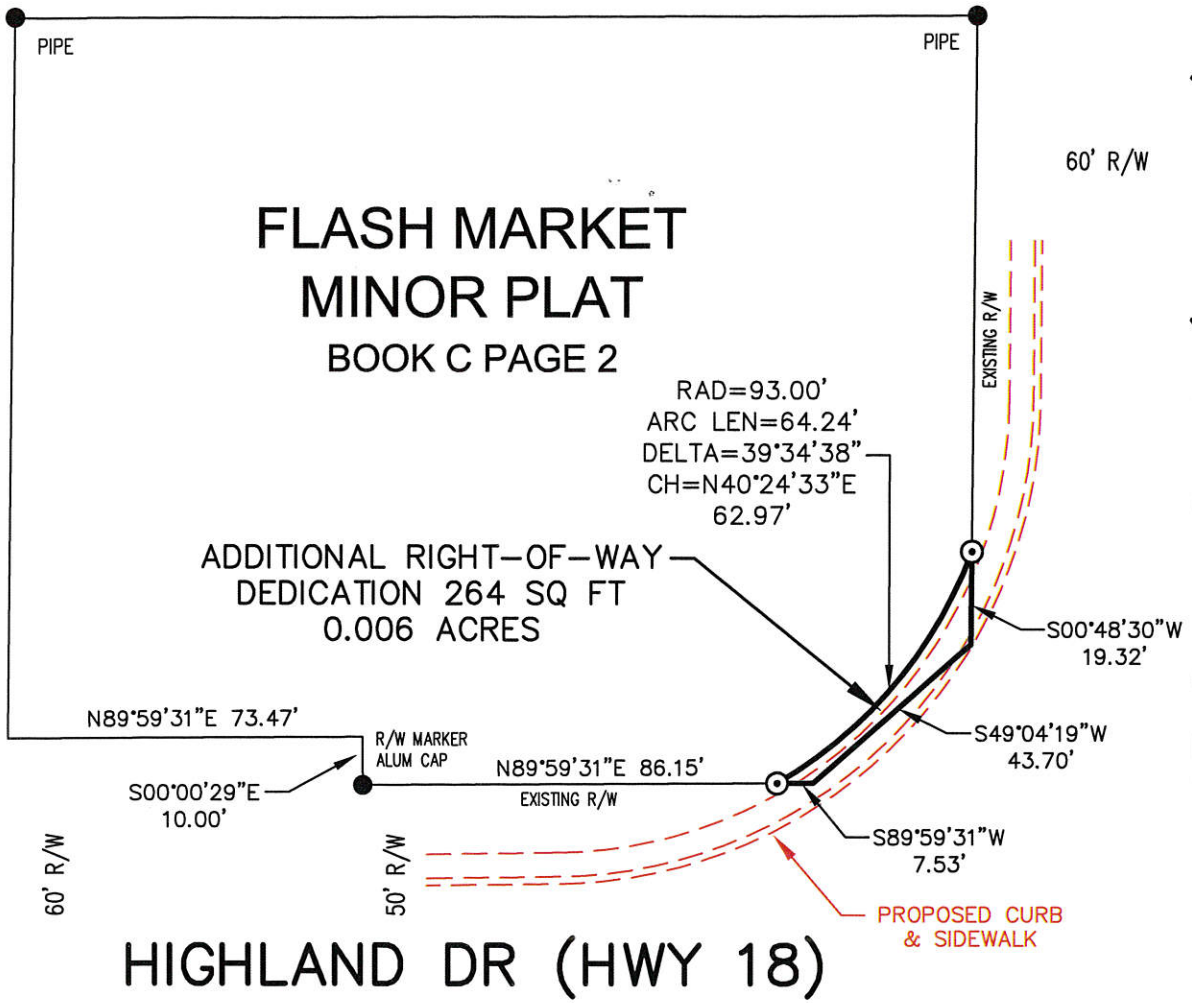 PIPE
PIPE
60' R/W
FLASH MARKET
MINOR PLAT
BOOK C PAGE 2
EXISTING R/W
RAD=93.00'
ARC LEN=64.24'
DELTA=39°34'38"
CH=N40°24'33"E
62.97'
ADDITIONAL RIGHT-OF-WAY
DEDICATION 264 SQ FT
0.006 ACRES
S00°48'30"W
19.32'
N89°59'31"E 73.47'
R/W MARKER
ALUM CAP
S49°04'19"W
43.70'
S00°00'29"E
10.00'
N89°59'31"E 86.15'
EXISTING R/W
S89°59'31"W
7.53'
60' R/W
50' R/W
PROPOSED CURB
& SIDEWALK
HIGHLAND DR (HWY 18)